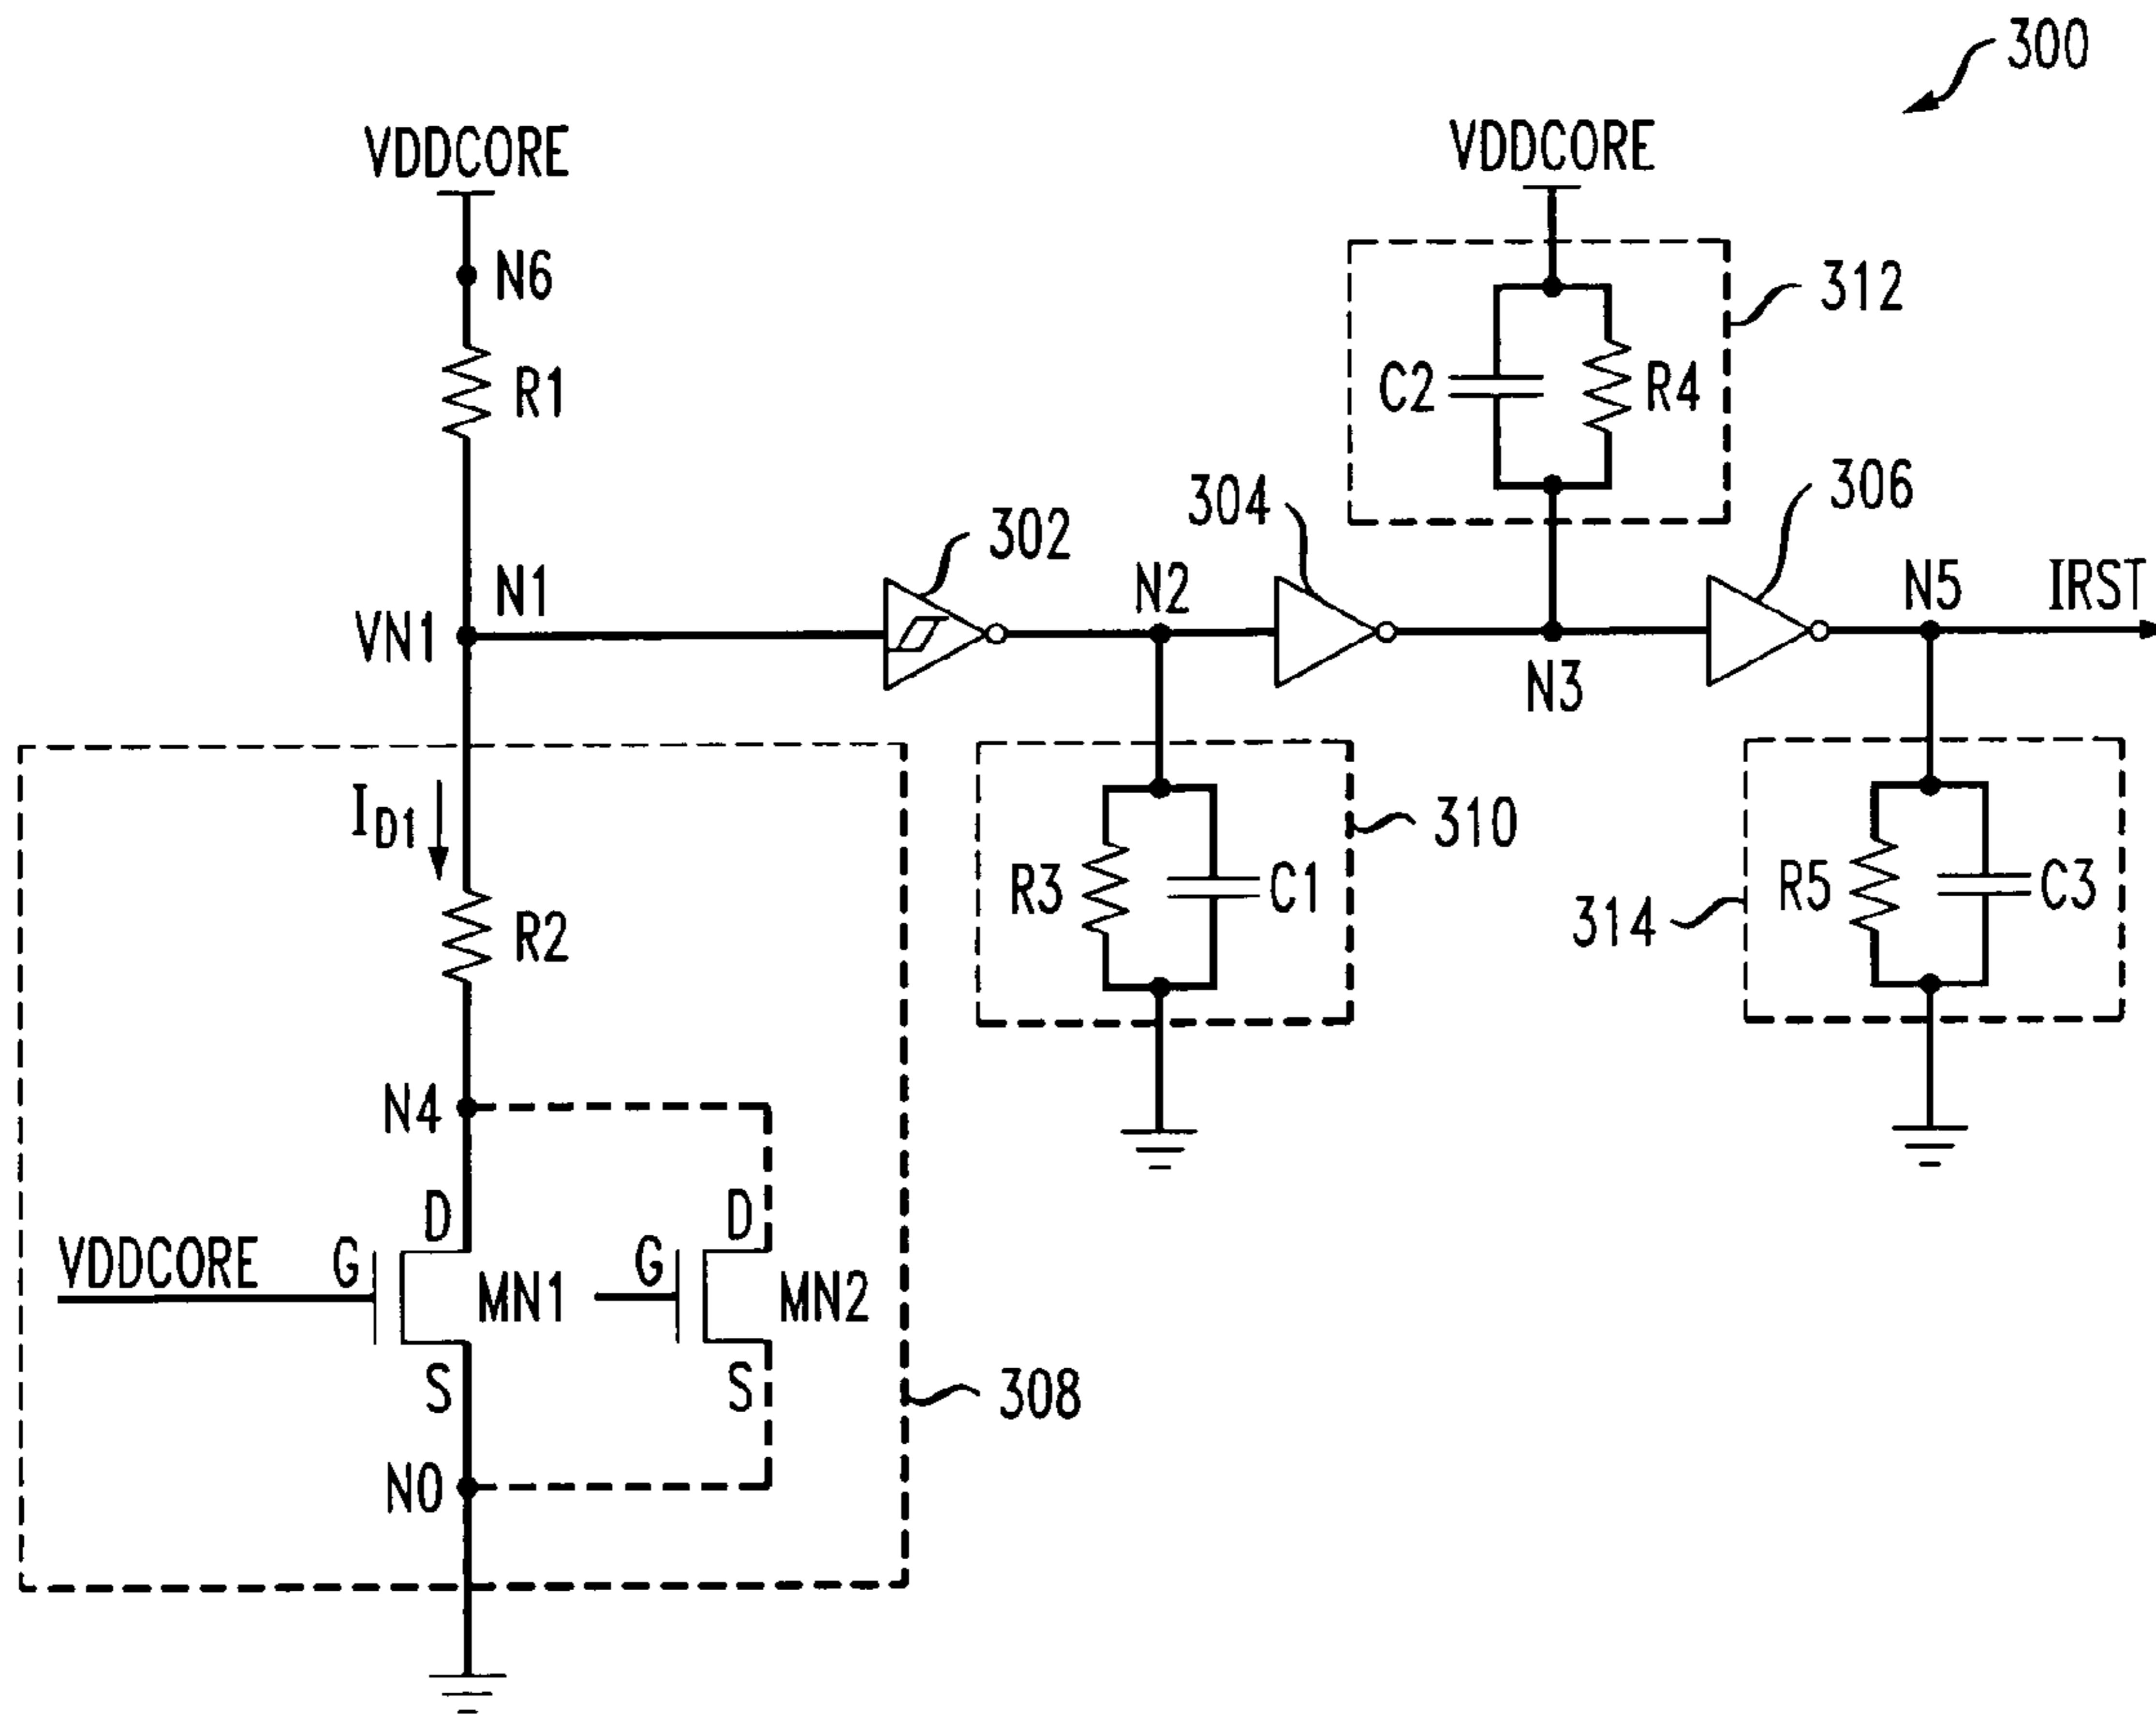 300
VDDCORE
VDDCORE
N6
312
R1
C2
R4
304
306
302
N1
N2
N5
IRST
VN1
N3
ID1
310
R3
C1
R5
C3
314
R2
N4
D
D
VDDCORE
G
MN1
G
MN2
S
S
308
N0